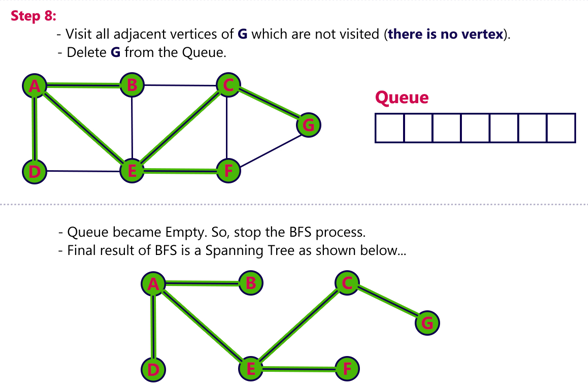 Step 8:
- Visit all adjacent vertices of G which are not visited (there is no vertex).
- Delete G from the Queue.
A B C
Queue
G
D E F
- Queue became Empty. So, stop the BFS process.
- Final result of BFS is a Spanning Tree as shown below...
A B C
G
D E F